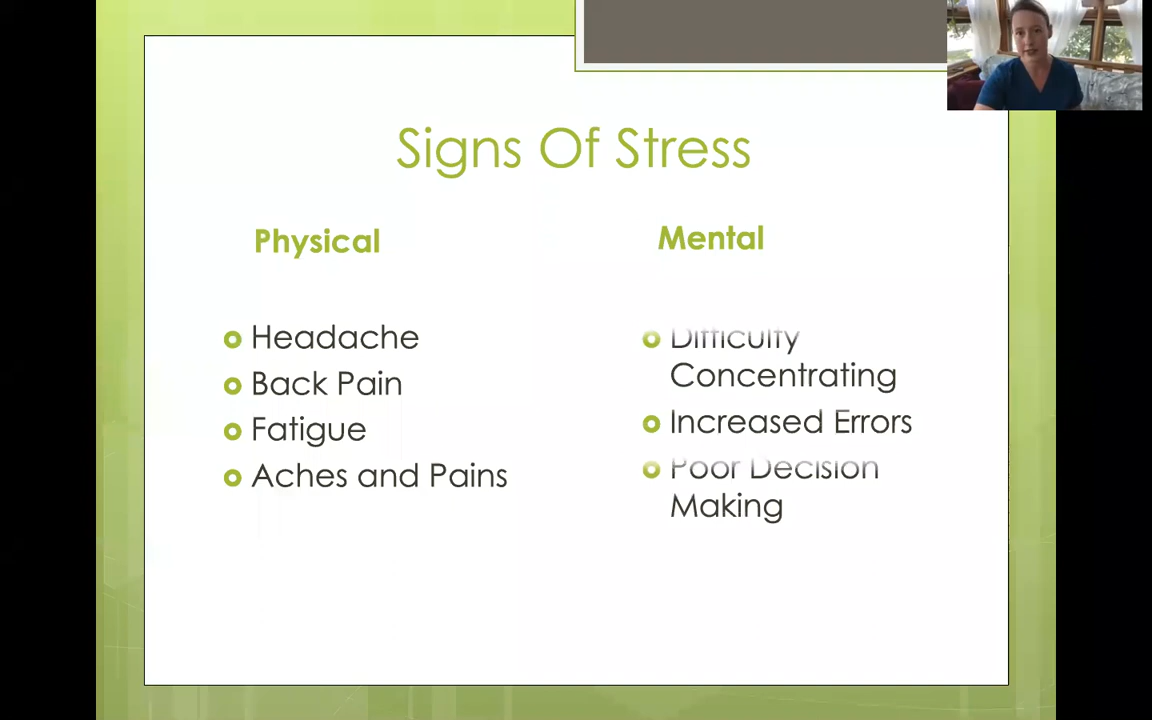 Signs Of Stress
Physical
Headache
Back Pain
Fatigue
Aches and Pains
Mental
Difficulty
Concentrating
Increased Errors
Poor Decision
Making